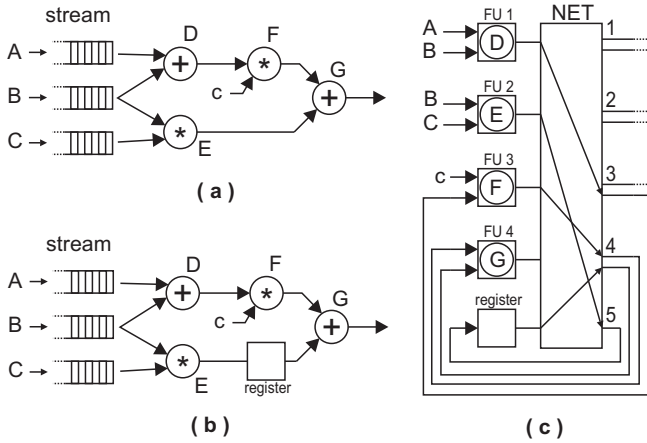 stream
A
B
C
D
+
F
*
c
G
+
*
E
( a )
stream
A
B
C
D
+
F
*
c
G
+
*
E
register
( b )
FU 1
NET
A
B
D
1
FU 2
B
C
E
2
FU 3
c
F
3
FU 4
G
4
register
5
( c )